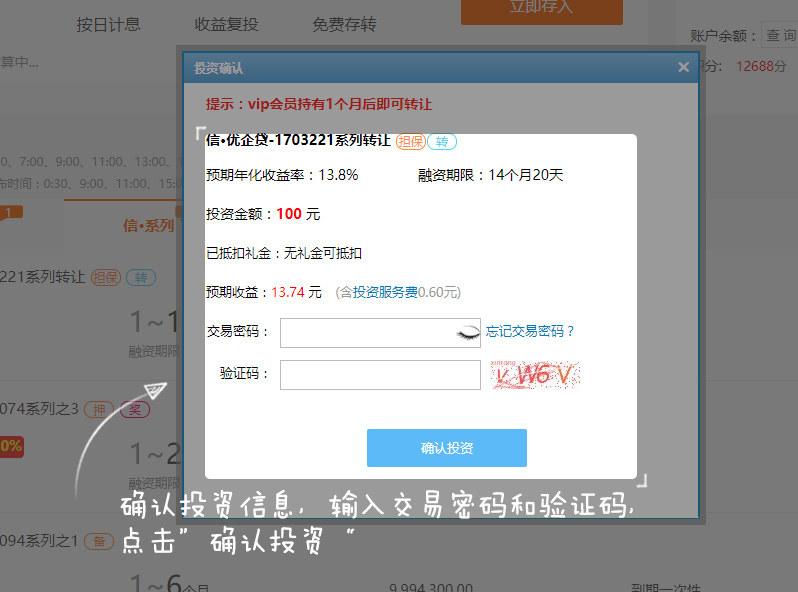 按日计息 收益复投 免费存转 立即存入
账户余额： 查 询
算中...
分： 12688分
投资确认 ×
提示：vip会员持有1个月后即可转让
信•优企贷-1703221系列转让 担保 转
0、7:00、9:00、11:00、13:00、
预期年化收益率：13.8% 融资期限：14个月20天
布时间：0:30、9:00、11:00、15:0
1
投资金额：100 元
信•系列
已抵扣礼金：无礼金可抵扣
221系列转让 担保 转
预期收益：13.74 元 (含投资服务费0.60元)
1~1
交易密码： 忘记交易密码？
融资期限
验证码： VW6V
074系列之3 押 奖
0%
1~2
确认投资
融资期限
确认投资信息，输入交易密码和验证码，
点击”确认投资“
094系列之1 备
1~6个月 9,994,300.00 到期一次性